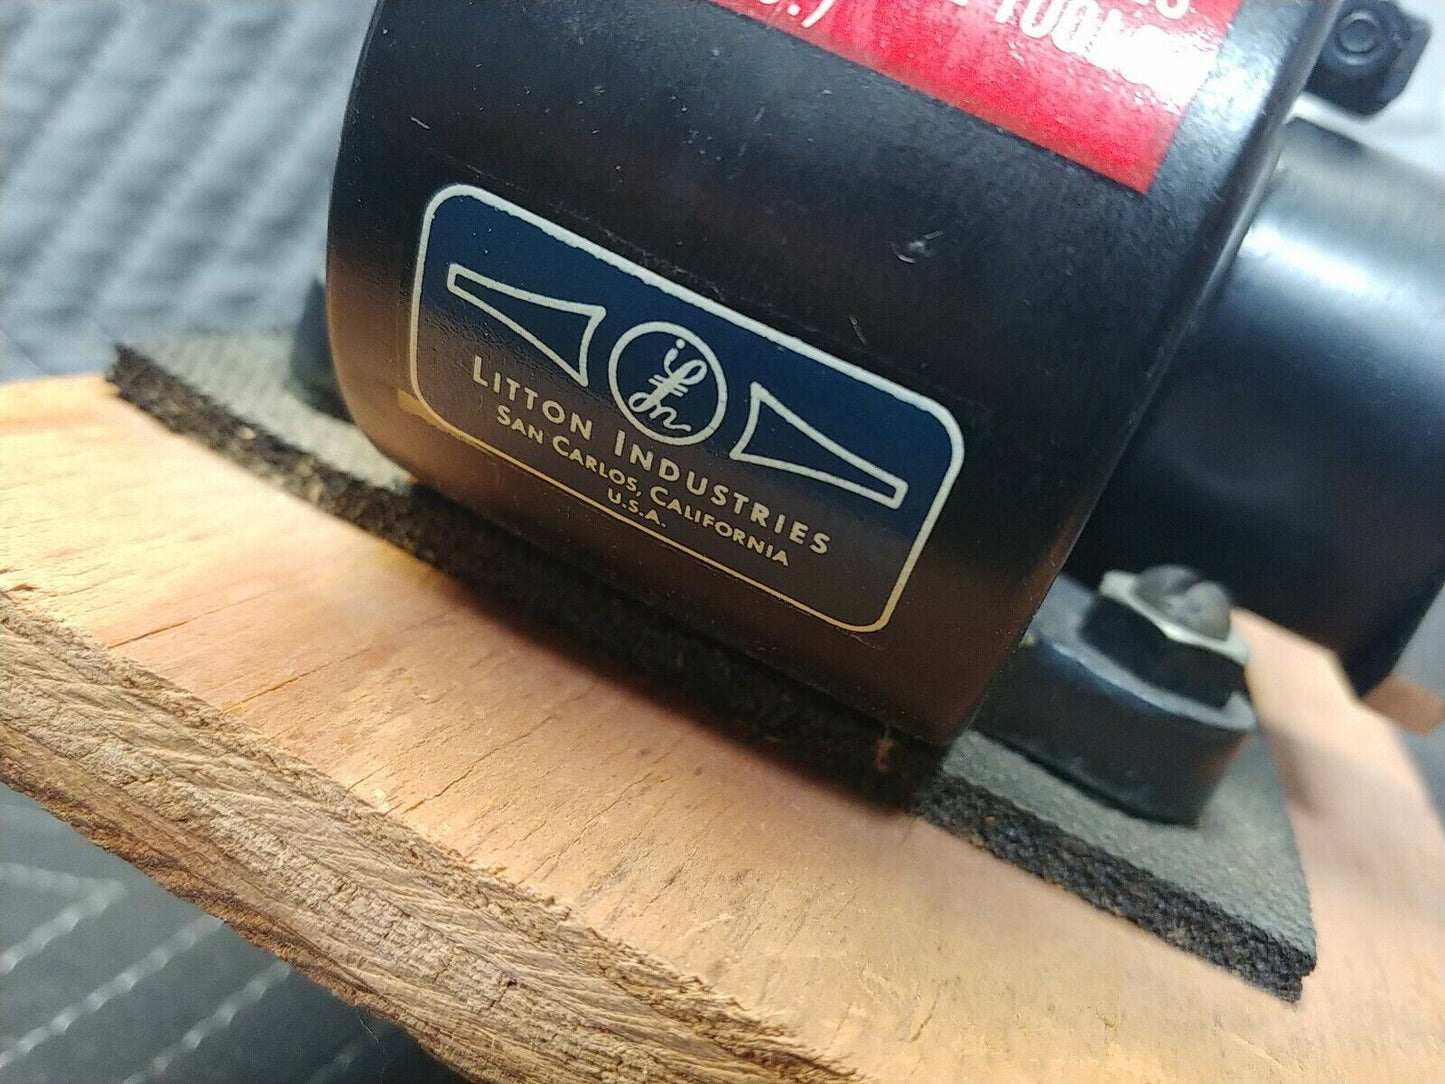 LITTON INDUSTRIES
SAN CARLOS, CALIFORNIA
U.S.A.